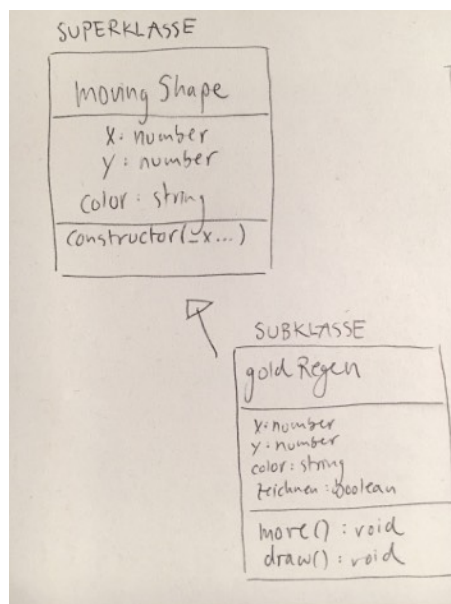 SUPERKLASSE
moving Shape
x: number
y: number
color: string
constructor(_x...)
SUBKLASSE
gold Regen
x: number
y: number
color: string
zeichnen: boolean
move(): void
draw(): void